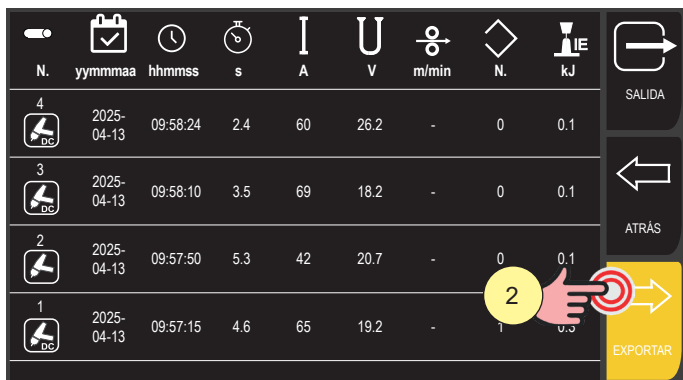 IE
N. yymmmaa hhmmss s A V m/min N. kJ
SALIDA
4
DC
2025-
04-13
09:58:24 2.4 60 26.2 - 0 0.1
3
DC
2025-
04-13
09:58:10 3.5 69 18.2 - 0 0.1
ATRÁS
2
2025-
04-13
09:57:50 5.3 42 20.7 - 0 0.1
2
1
DC
2025-
04-13
09:57:15 4.6 65 19.2 - 1 0.3
EXPORTAR